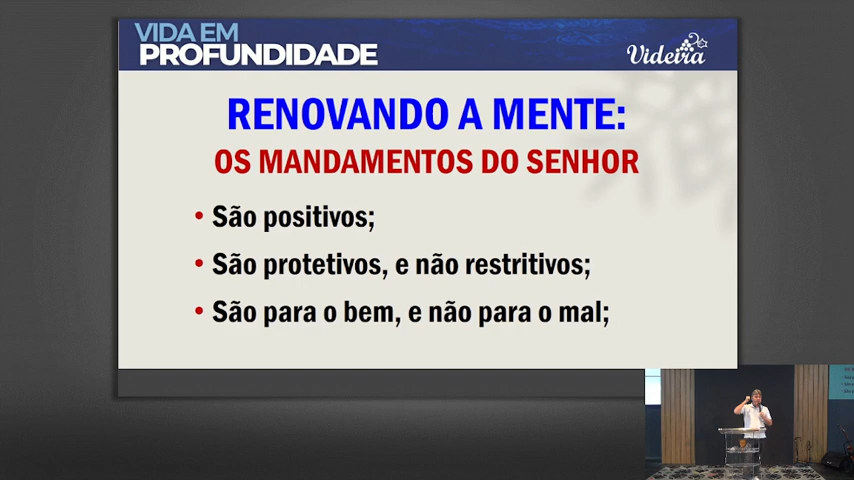 VIDA EM
PROFUNDIDADE
Videira
RENOVANDO A MENTE:
OS MANDAMENTOS DO SENHOR
• São positivos;
• São protetivos, e não restritivos;
• São para o bem, e não para o mal;